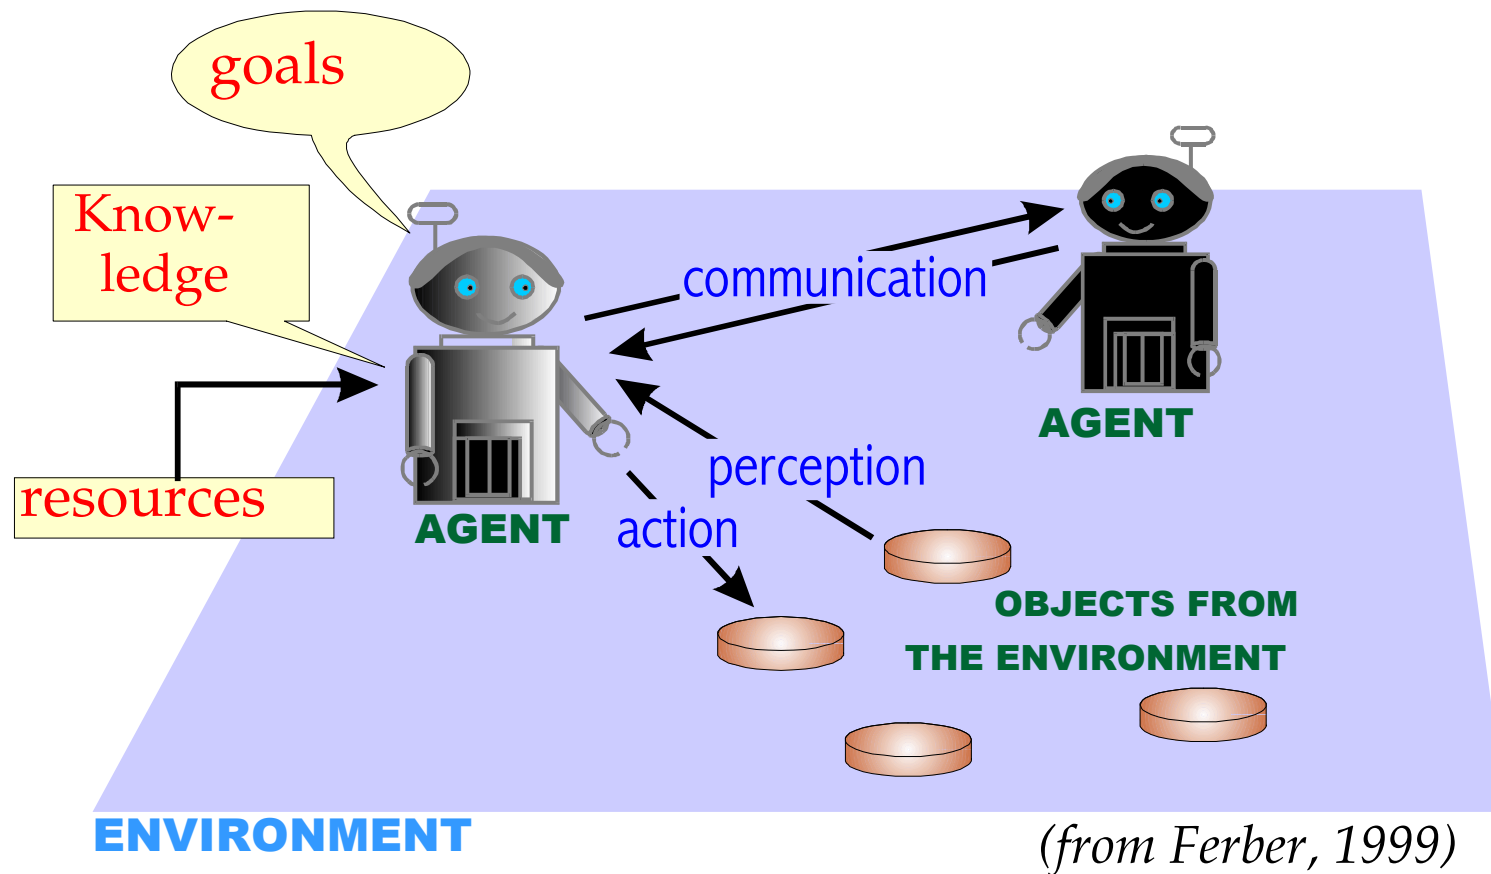 goals
Know-
ledge
resources
communication
perception
action
AGENT
AGENT
OBJECTS FROM
THE ENVIRONMENT
ENVIRONMENT
(from Ferber, 1999)